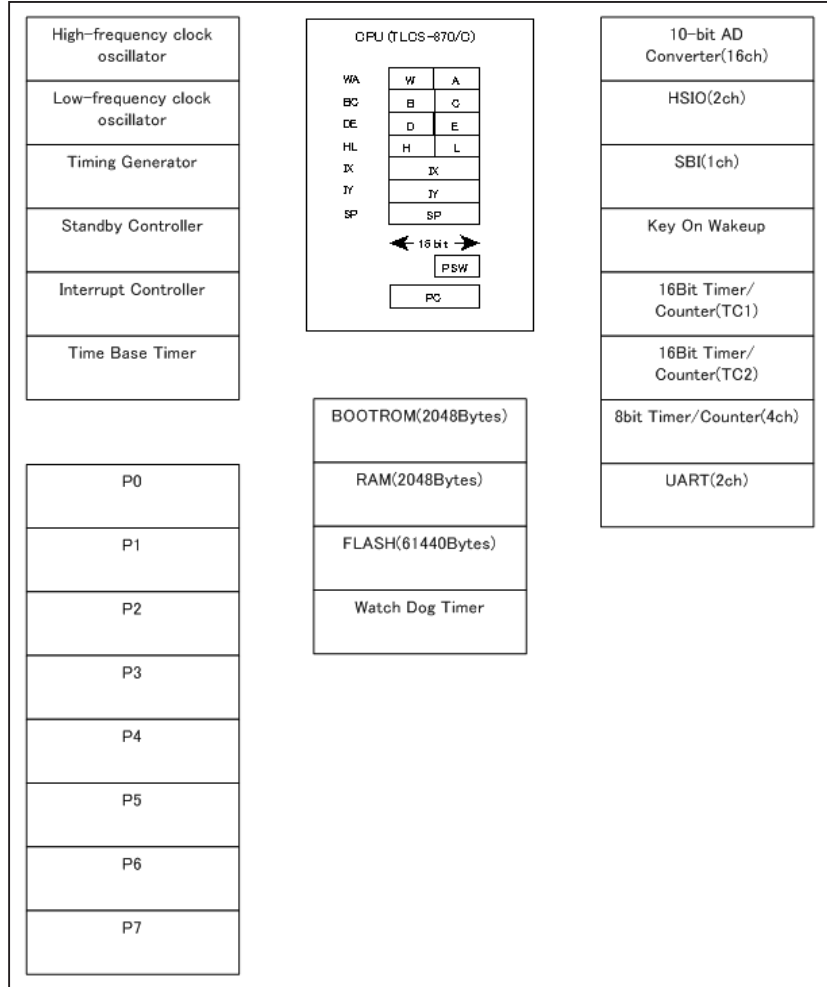 High-frequency clock
oscillator
Low-frequency clock
oscillator
Timing Generator
Standby Controller
Interrupt Controller
Time Base Timer
P0
P1
P2
P3
P4
P5
P6
P7
CPU (TLCS-870/C)
WA W A
BC B C
DE D E
HL H L
IX IX
IY IY
SP SP
16 bit
PSW
PC
BOOTROM(2048Bytes)
RAM(2048Bytes)
FLASH(61440Bytes)
Watch Dog Timer
10-bit AD
Converter(16ch)
HSIO(2ch)
SBI(1ch)
Key On Wakeup
16Bit Timer/
Counter(TC1)
16Bit Timer/
Counter(TC2)
8bit Timer/Counter(4ch)
UART(2ch)